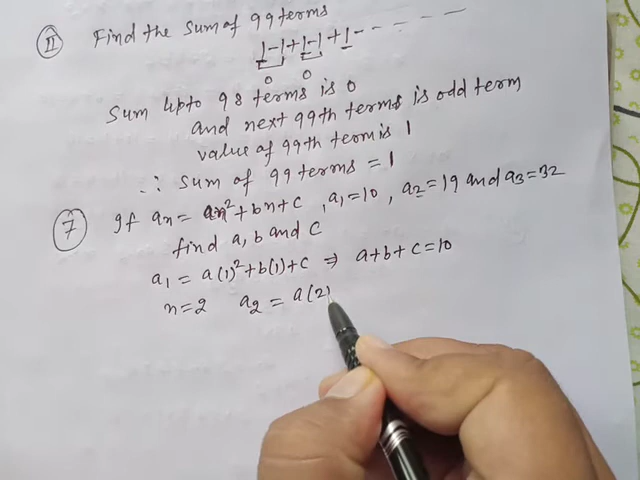 II Find the sum of 99 terms
1-1+1-1+1- - - - - - -
0 0
Sum upto 98 terms is 0
and next 99th terms is odd term
value of 99th term is 1
∴ sum of 99 terms = 1
7 If an = an²+bn+c , a1=10 , a2=19 and a3=32
find a, b and c
a1 = a(1)²+b(1)+c ⇒ a+b+c=10
n=2 a2 = a(2)